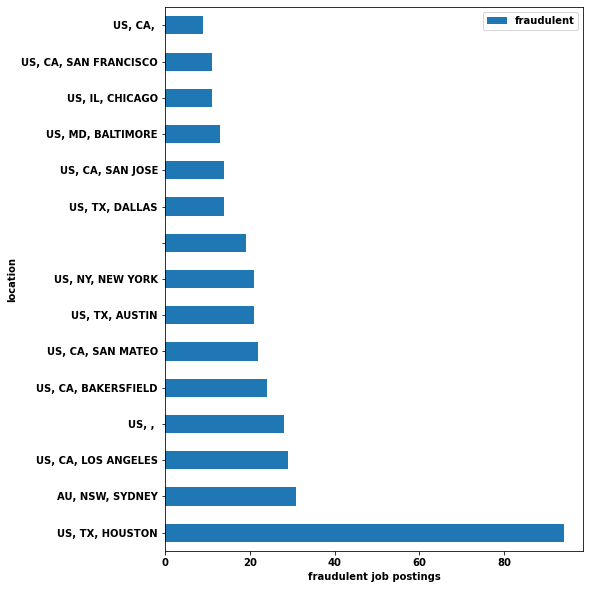 fraudulent
US, CA,
US, CA, SAN FRANCISCO
US, IL, CHICAGO
US, MD, BALTIMORE
US, CA, SAN JOSE
US, TX, DALLAS
US, NY, NEW YORK
US, TX, AUSTIN
US, CA, SAN MATEO
US, CA, BAKERSFIELD
US, ,
US, CA, LOS ANGELES
AU, NSW, SYDNEY
US, TX, HOUSTON
location
0 20 40 60 80
fraudulent job postings